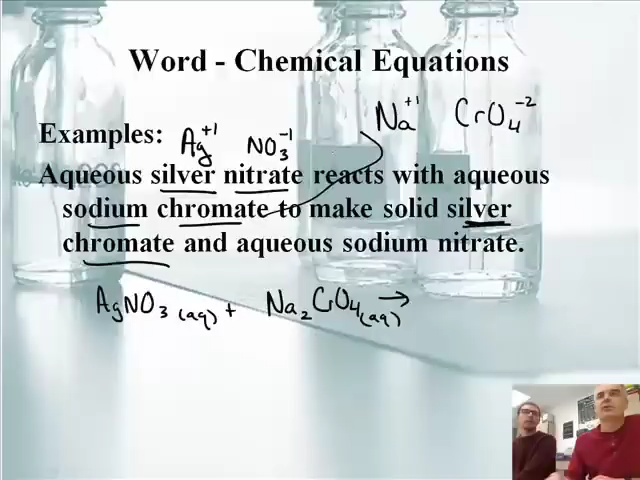 Word - Chemical Equations
Na⁺¹ CrO₄⁻²
Examples: Ag⁺¹ NO₃⁻¹
Aqueous silver nitrate reacts with aqueous
sodium chromate to make solid silver
chromate and aqueous sodium nitrate.
AgNO₃ (aq) + Na₂CrO₄(aq) →